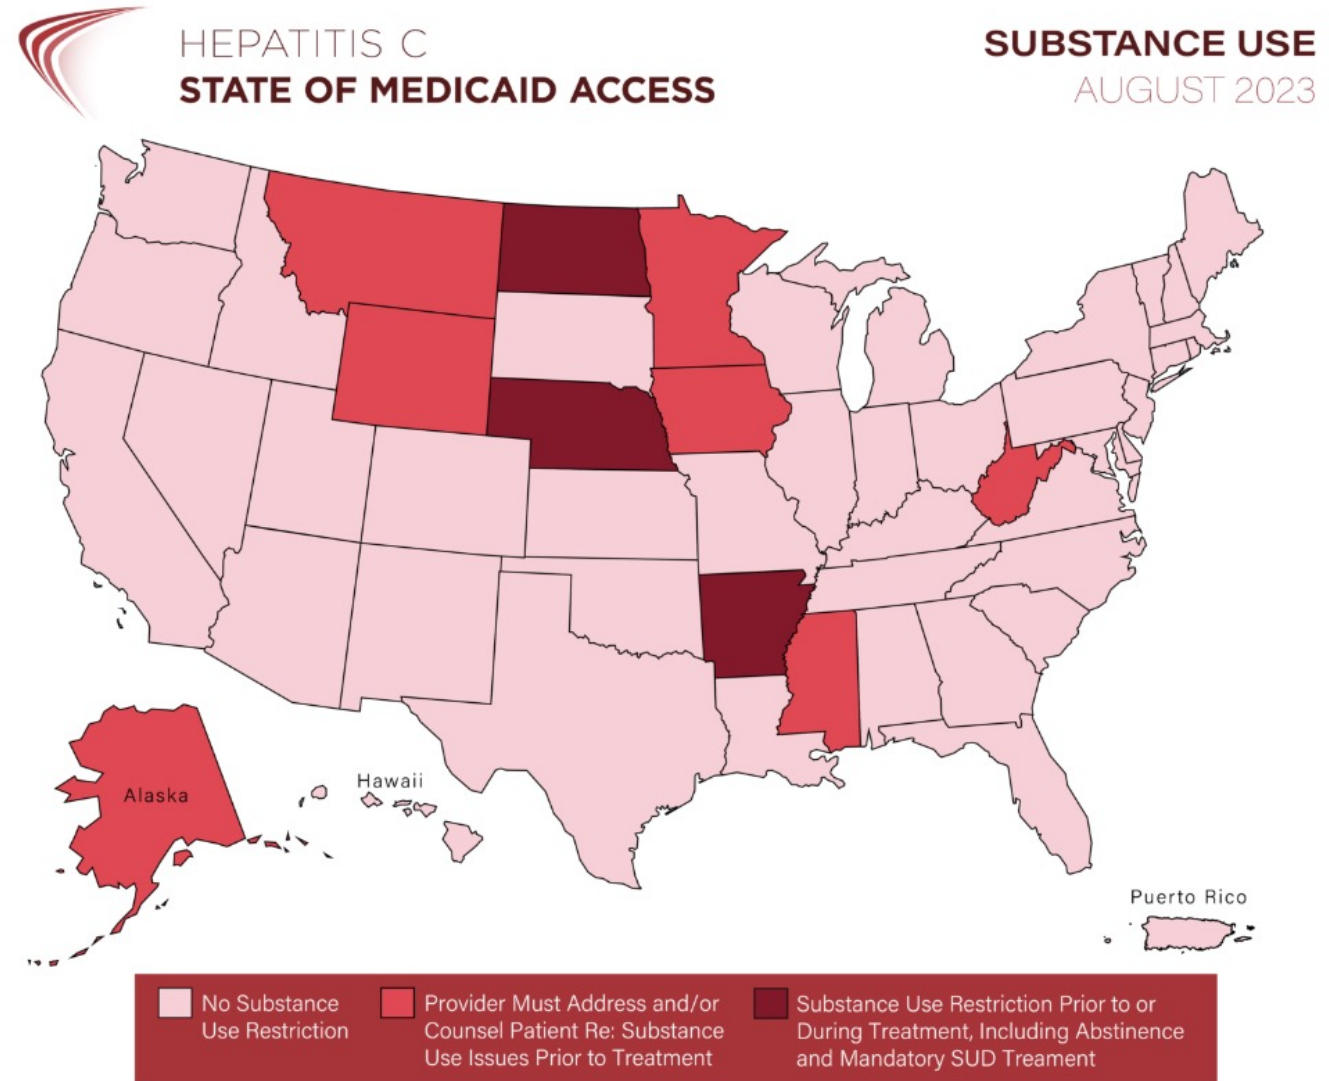 HEPATITIS C
STATE OF MEDICAID ACCESS
SUBSTANCE USE
AUGUST 2023
Alaska
Hawaii
Puerto Rico
No Substance
Use Restriction
Provider Must Address and/or
Counsel Patient Re: Substance
Use Issues Prior to Treatment
Substance Use Restriction Prior to or
During Treatment, Including Abstinence
and Mandatory SUD Treament